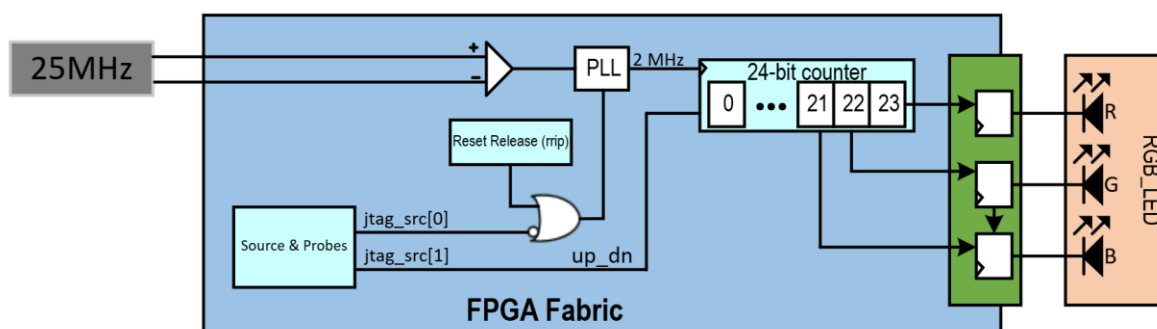 25MHz
+
-
PLL
2 MHz
24-bit counter
0
21
22
23
Reset Release (rrip)
Source & Probes
jtag_src[0]
jtag_src[1]
up_dn
FPGA Fabric
R
G
B
RGB_LED